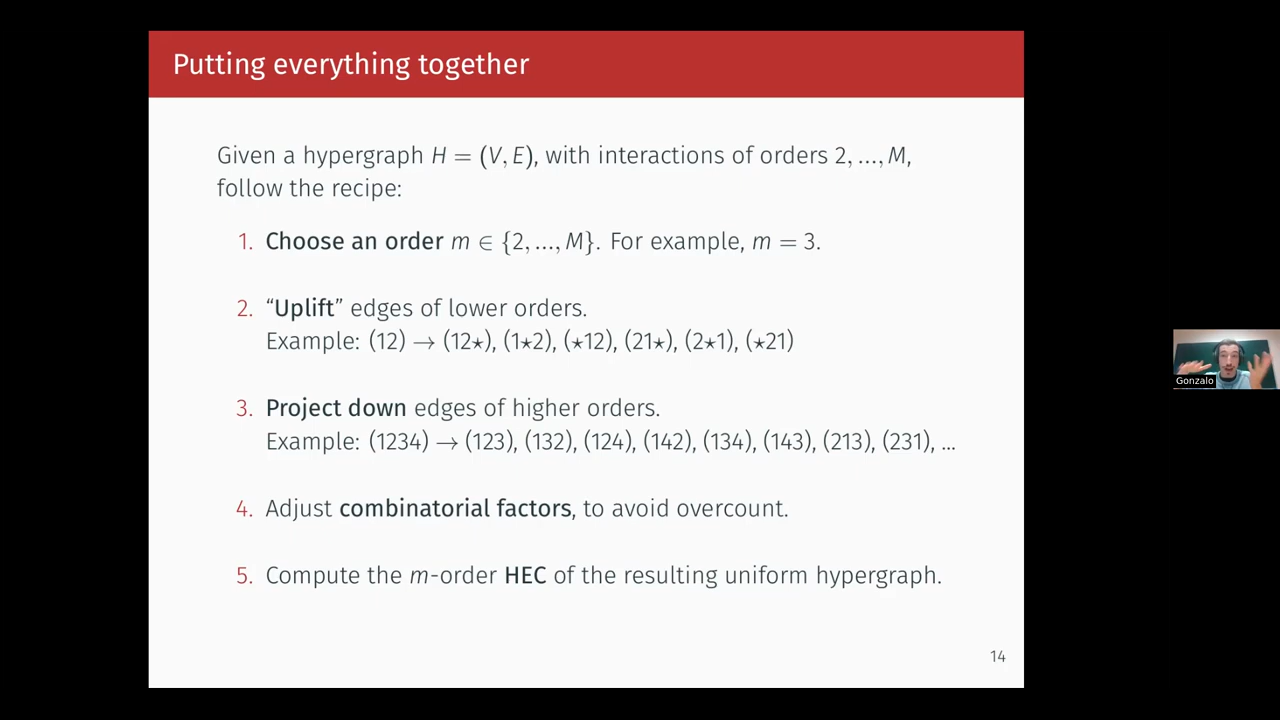 Putting everything together
Given a hypergraph H = (V, E), with interactions of orders 2, ..., M,
follow the recipe:
1. Choose an order m ∈ {2, ..., M}. For example, m = 3.
2. “Uplift” edges of lower orders.
Example: (12) → (12⋆), (1⋆2), (⋆12), (21⋆), (2⋆1), (⋆21)
3. Project down edges of higher orders.
Example: (1234) → (123), (132), (124), (142), (134), (143), (213), (231), ...
4. Adjust combinatorial factors, to avoid overcount.
5. Compute the m-order HEC of the resulting uniform hypergraph.
14
Gonzalo